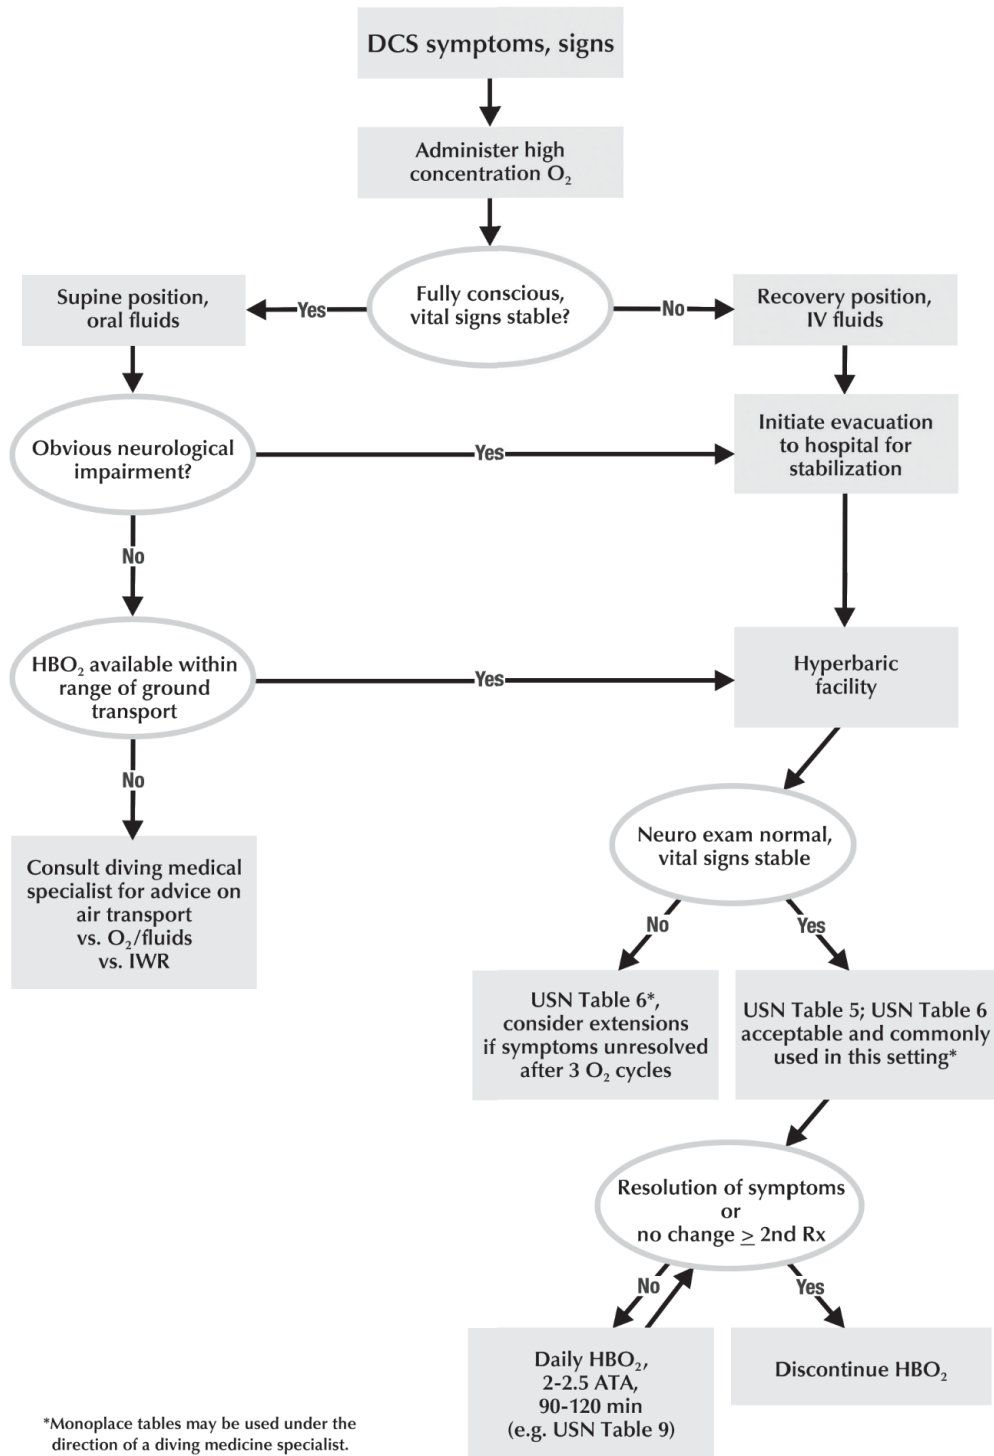 DCS symptoms, signs
Administer high
concentration O₂
Fully conscious,
vital signs stable?
Yes
No
Supine position,
oral fluids
Recovery position,
IV fluids
Obvious neurological
impairment?
Yes
Initiate evacuation
to hospital for
stabilization
No
HBO₂ available within
range of ground
transport
Yes
Hyperbaric
facility
No
Consult diving medical
specialist for advice on
air transport
vs. O₂/fluids
vs. IWR
Neuro exam normal,
vital signs stable
No
Yes
USN Table 6*,
consider extensions
if symptoms unresolved
after 3 O₂ cycles
USN Table 5; USN Table 6
acceptable and commonly
used in this setting*
Resolution of symptoms
or
no change ≥ 2nd Rx
No
Yes
Daily HBO₂,
2-2.5 ATA,
90-120 min
(e.g. USN Table 9)
Discontinue HBO₂
*Monoplace tables may be used under the
direction of a diving medicine specialist.